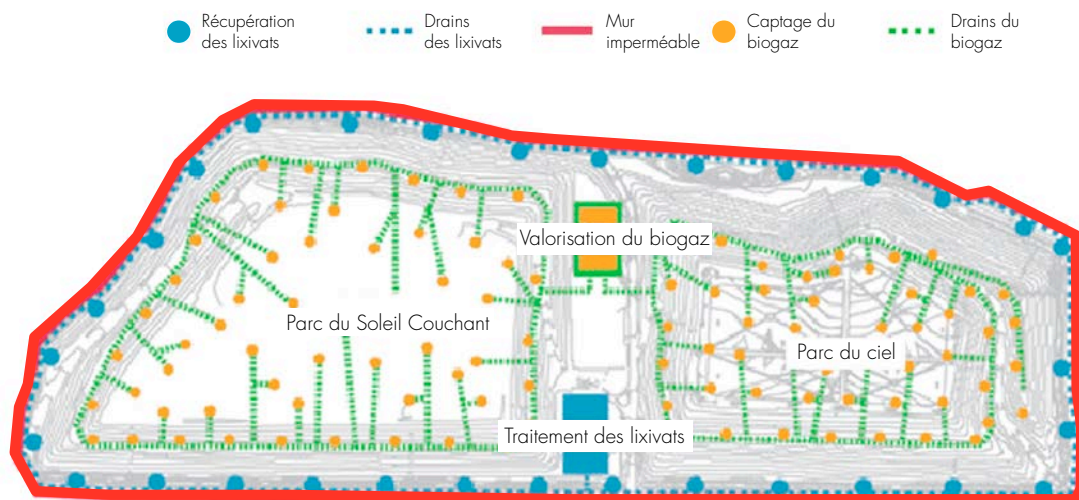 Récupération
des lixivats
Drains
des lixivats
Mur
imperméable
Captage du
biogaz
Drains du
biogaz
Valorisation du biogaz
Parc du Soleil Couchant
Parc du ciel
Traitement des lixivats